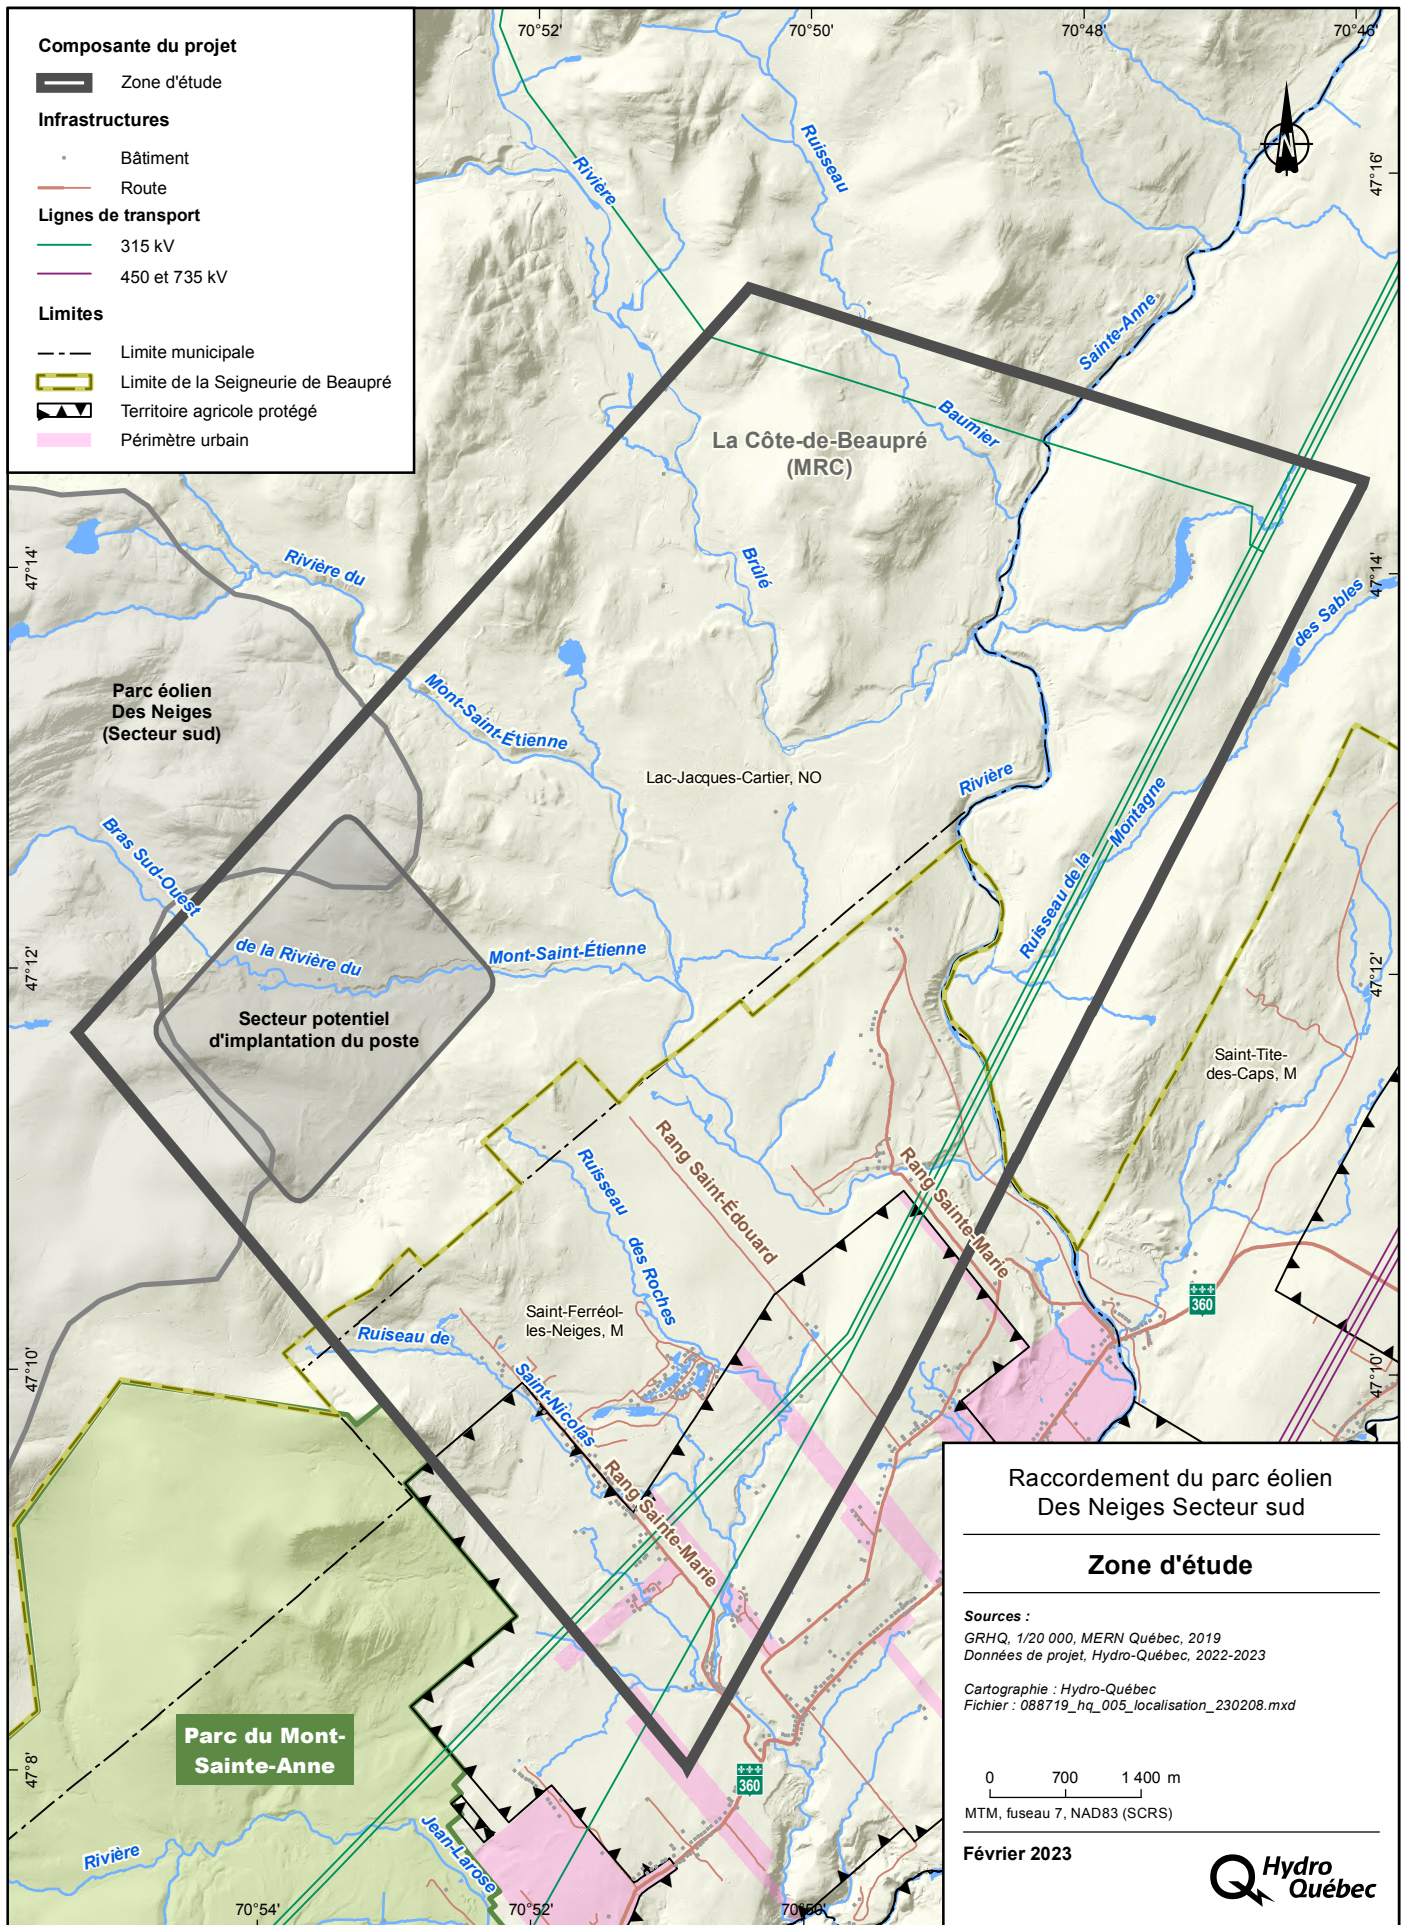 Composante du projet
Zone d'étude
Infrastructures
Bâtiment
Route
Lignes de transport
315 kV
450 et 735 kV
Limites
Limite municipale
Limite de la Seigneurie de Beaupré
Territoire agricole protégé
Périmètre urbain
70°52'
70°50'
70°48'
70°46'
47°16'
47°14'
47°14'
47°12'
47°12'
47°10'
47°10'
47°8'
70°54'
70°52'
70°50'
N
Rivière
Ruisseau
Sainte-Anne
Baumier
La Côte-de-Beaupré
(MRC)
Brûlé
Rivière du
Mont-Saint-Étienne
des Sables
Parc éolien
Des Neiges
(Secteur sud)
Lac-Jacques-Cartier, NO
Rivière
Montagne
Ruisseau de la
Bras Sud-Ouest
de la Rivière du
Mont-Saint-Étienne
Secteur potentiel
d'implantation du poste
Saint-Tite-
des-Caps, M
Rang Saint-Édouard
Rang Sainte-Marie
Ruisseau
des Roches
Saint-Ferréol-
les-Neiges, M
Ruiseau de
Saint-Nicolas
Rang Sainte-Marie
360
360
Parc du Mont-
Sainte-Anne
Rivière
Jean-Larose
Raccordement du parc éolien
Des Neiges Secteur sud
Zone d'étude
Sources :
GRHQ, 1/20 000, MERN Québec, 2019
Données de projet, Hydro-Québec, 2022-2023
Cartographie : Hydro-Québec
Fichier : 088719_hq_005_localisation_230208.mxd
0 700 1 400 m
MTM, fuseau 7, NAD83 (SCRS)
Février 2023
Hydro
Québec